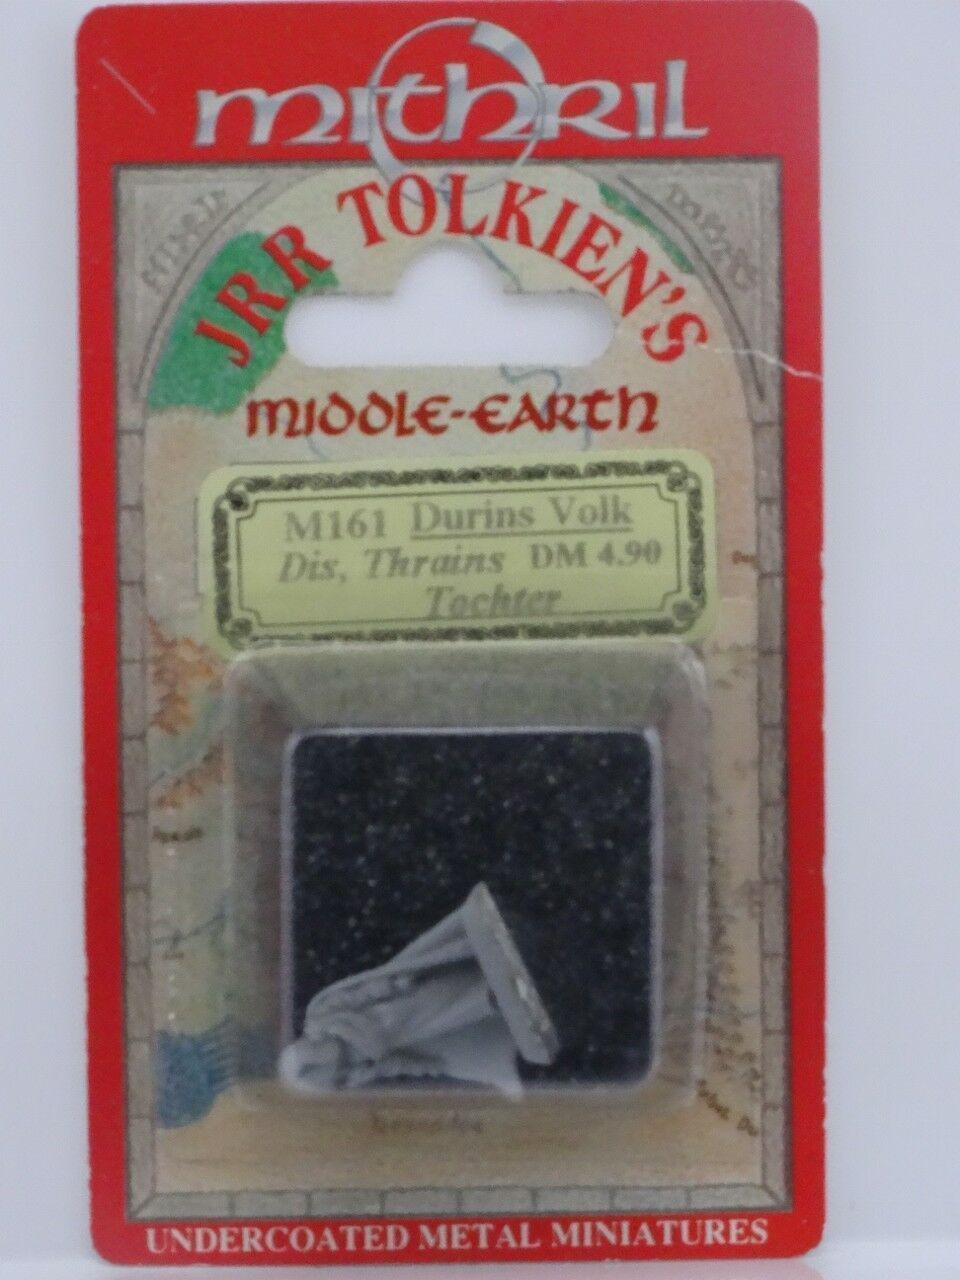 mithril
JRR TOLKIEN'S
MIDDLE-EARTH
M161 Durins Volk
Dis, Thrains DM 4.90
Tochter
UNDERCOATED METAL MINIATURES